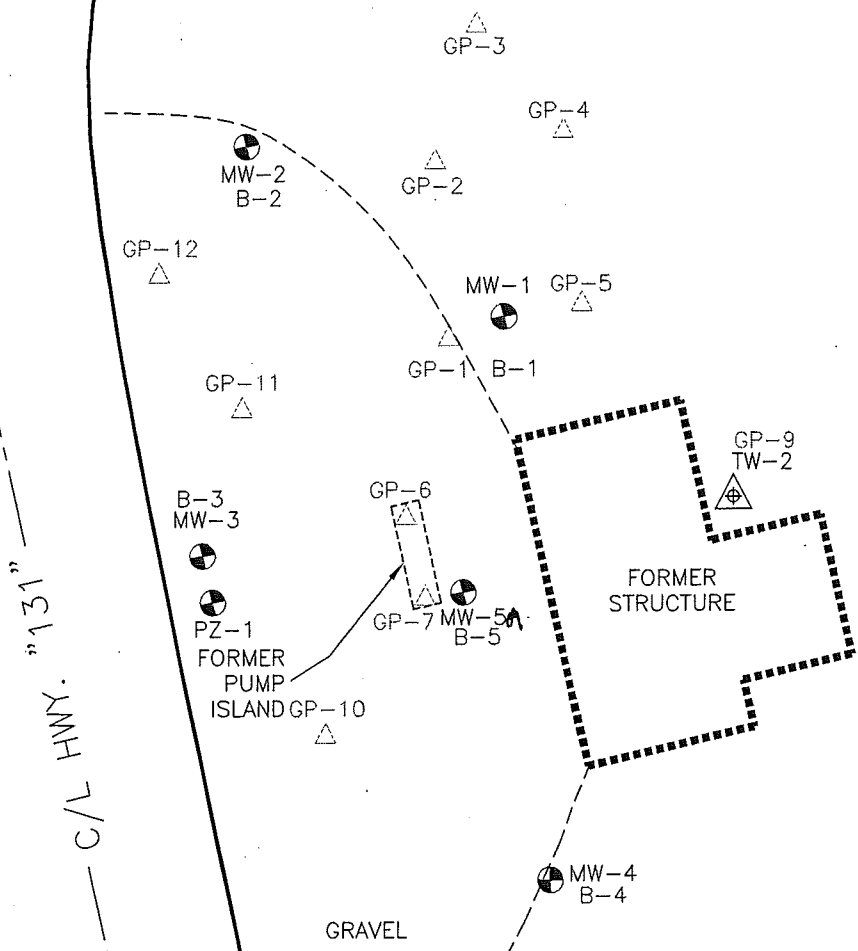 GP-3
GP-4
MW-2
B-2
GP-2
GP-12
MW-1
GP-5
GP-1
B-1
GP-11
GP-9
TW-2
GP-6
B-3
MW-3
FORMER
STRUCTURE
GP-7
MW-5A
B-5
PZ-1
FORMER
PUMP
ISLAND
GP-10
C/L HWY. "131"
MW-4
B-4
GRAVEL